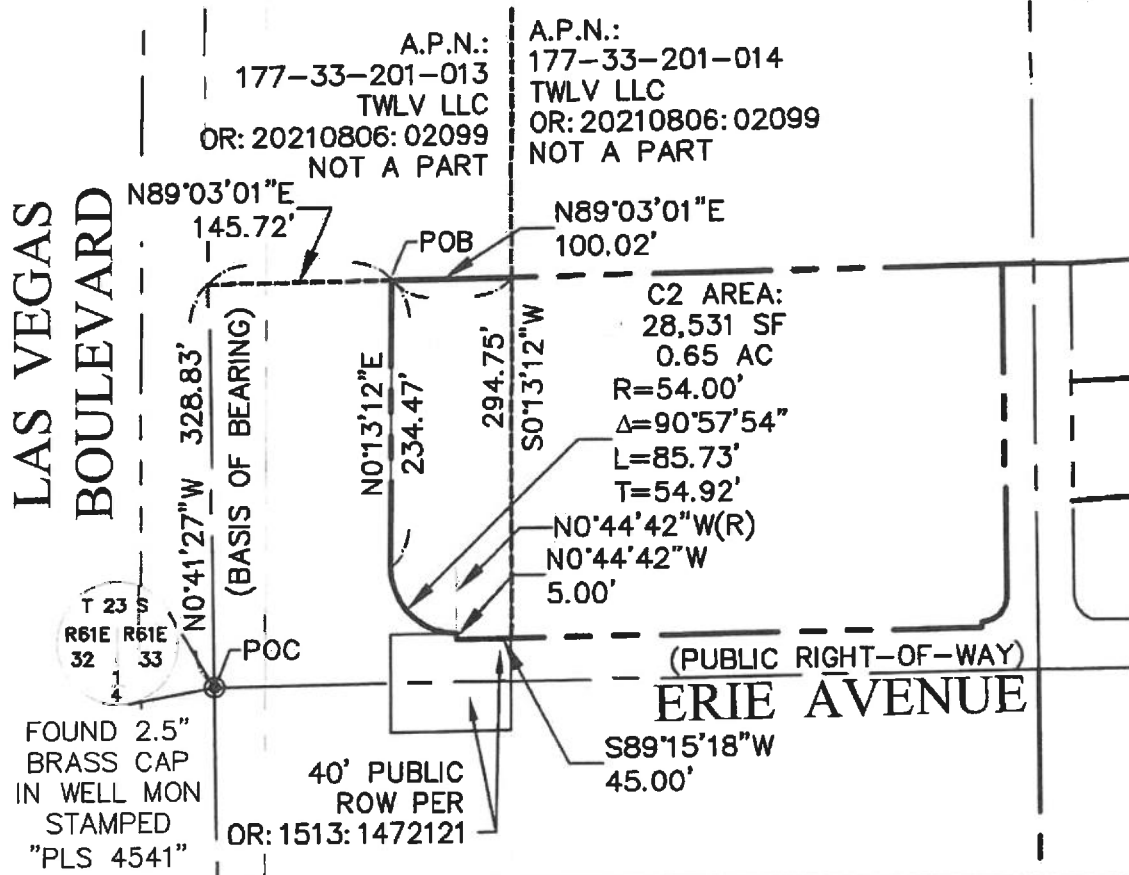 A.P.N.:
177-33-201-013
TWLV LLC
OR: 20210806: 02099
NOT A PART
A.P.N.:
177-33-201-014
TWLV LLC
OR: 20210806: 02099
NOT A PART
LAS VEGAS
BOULEVARD
N89°03'01"E
145.72'
POB
N89°03'01"E
100.02'
N0°41'27"W 328.83'
(BASIS OF BEARING)
N0°13'12"E
234.47'
294.75'
S0°13'12"W
C2 AREA:
28,531 SF
0.65 AC
R=54.00'
Δ=90°57'54"
L=85.73'
T=54.92'
N0°44'42"W(R)
N0°44'42"W
5.00'
T 23 S
R61E R61E
32 33
1
4
POC
(PUBLIC RIGHT-OF-WAY)
ERIE AVENUE
S89°15'18"W
45.00'
FOUND 2.5"
BRASS CAP
IN WELL MON
STAMPED
"PLS 4541"
40' PUBLIC
ROW PER
OR: 1513: 1472121